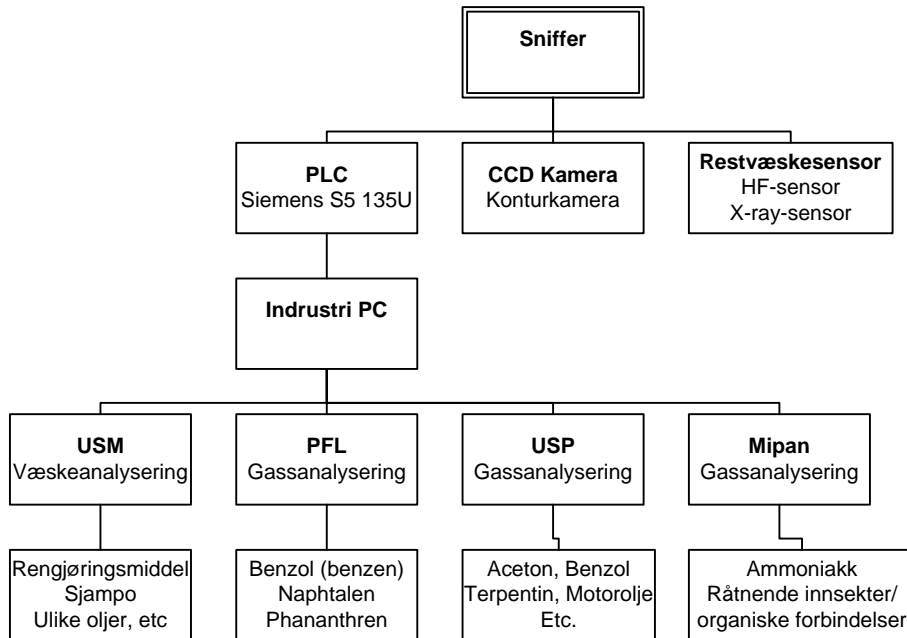 Sniffer
PLC
Siemens S5 135U
CCD Kamera
Konturkamera
Restvæskesensor
HF-sensor
X-ray-sensor
Indrustri PC
USM
Væskeanalysering
PFL
Gassanalysering
USP
Gassanalysering
Mipan
Gassanalysering
Rengjøringsmiddel
Sjampo
Ulike oljer, etc
Benzol (benzen)
Naphtalen
Phananthren
Aceton, Benzol
Terpentin, Motorolje
Etc.
Ammoniakk
Råtnende innsekter/
organiske forbindelser